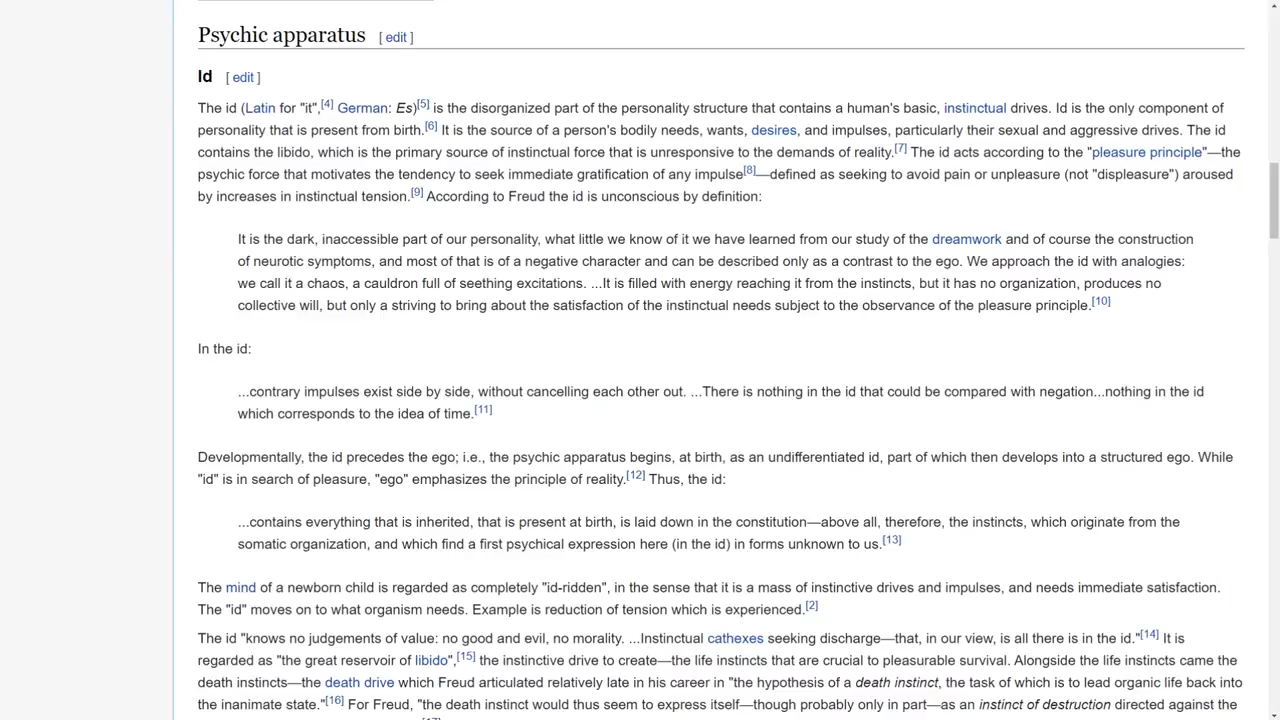 Psychic apparatus [ edit ]
Id [ edit ]
The id (Latin for "it",[4] German: Es)[5] is the disorganized part of the personality structure that contains a human's basic, instinctual drives. Id is the only component of
personality that is present from birth.[6] It is the source of a person's bodily needs, wants, desires, and impulses, particularly their sexual and aggressive drives. The id
contains the libido, which is the primary source of instinctual force that is unresponsive to the demands of reality.[7] The id acts according to the "pleasure principle"—the
psychic force that motivates the tendency to seek immediate gratification of any impulse[8]—defined as seeking to avoid pain or unpleasure (not "displeasure") aroused
by increases in instinctual tension.[9] According to Freud the id is unconscious by definition:
It is the dark, inaccessible part of our personality, what little we know of it we have learned from our study of the dreamwork and of course the construction
of neurotic symptoms, and most of that is of a negative character and can be described only as a contrast to the ego. We approach the id with analogies:
we call it a chaos, a cauldron full of seething excitations. ...It is filled with energy reaching it from the instincts, but it has no organization, produces no
collective will, but only a striving to bring about the satisfaction of the instinctual needs subject to the observance of the pleasure principle.[10]
In the id:
...contrary impulses exist side by side, without cancelling each other out. ...There is nothing in the id that could be compared with negation...nothing in the id
which corresponds to the idea of time.[11]
Developmentally, the id precedes the ego; i.e., the psychic apparatus begins, at birth, as an undifferentiated id, part of which then develops into a structured ego. While
"id" is in search of pleasure, "ego" emphasizes the principle of reality.[12] Thus, the id:
...contains everything that is inherited, that is present at birth, is laid down in the constitution—above all, therefore, the instincts, which originate from the
somatic organization, and which find a first psychical expression here (in the id) in forms unknown to us.[13]
The mind of a newborn child is regarded as completely "id-ridden", in the sense that it is a mass of instinctive drives and impulses, and needs immediate satisfaction.
The "id" moves on to what organism needs. Example is reduction of tension which is experienced.[2]
The id "knows no judgements of value: no good and evil, no morality. ...Instinctual cathexes seeking discharge—that, in our view, is all there is in the id."[14] It is
regarded as "the great reservoir of libido",[15] the instinctive drive to create—the life instincts that are crucial to pleasurable survival. Alongside the life instincts came the
death instincts—the death drive which Freud articulated relatively late in his career in "the hypothesis of a death instinct, the task of which is to lead organic life back into
the inanimate state."[16] For Freud, "the death instinct would thus seem to express itself—though probably only in part—as an instinct of destruction directed against the